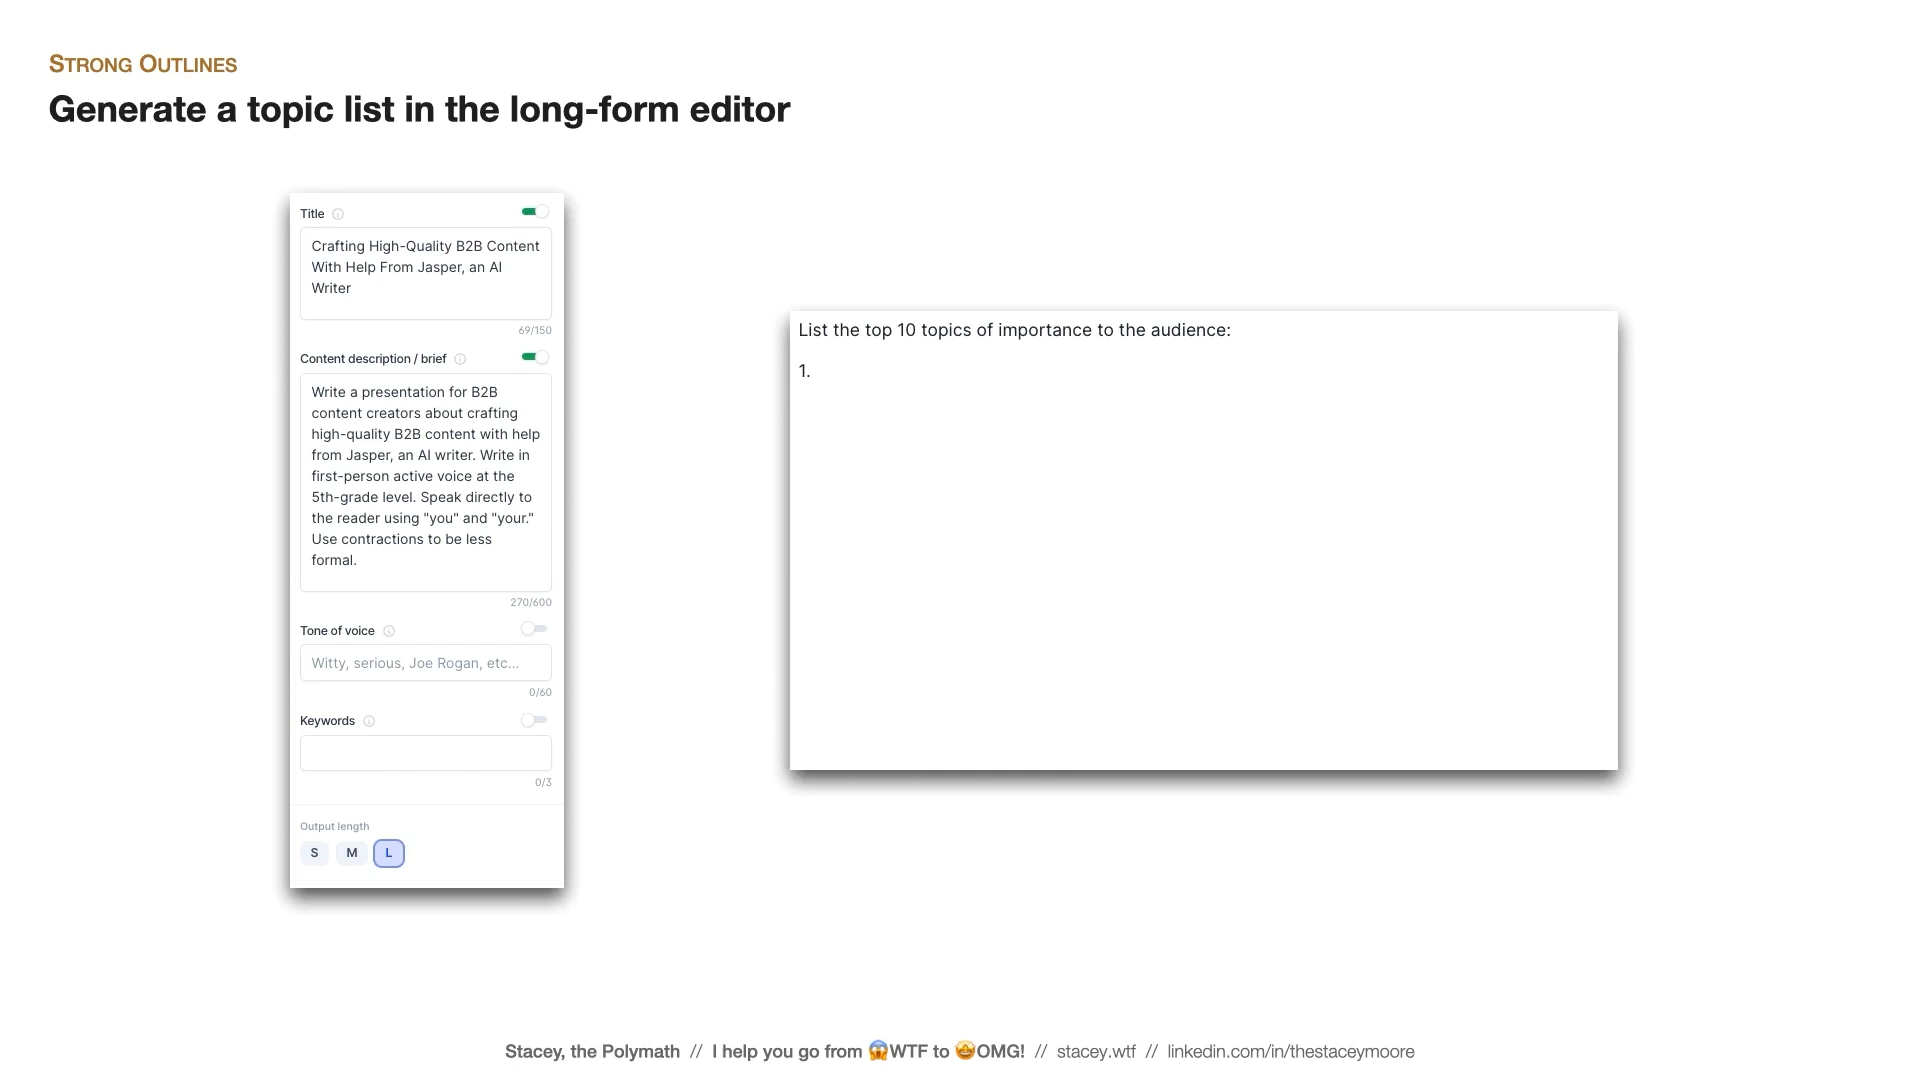 STRONG OUTLINES
Generate a topic list in the long-form editor
Title
Crafting High-Quality B2B Content
With Help From Jasper, an AI
Writer
69/150
Content description / brief
Write a presentation for B2B
content creators about crafting
high-quality B2B content with help
from Jasper, an AI writer. Write in
first-person active voice at the
5th-grade level. Speak directly to
the reader using "you" and "your."
Use contractions to be less
formal.
270/600
Tone of voice
Witty, serious, Joe Rogan, etc...
0/60
Keywords
0/3
Output length
S M L
List the top 10 topics of importance to the audience:
1.
Stacey, the Polymath // I help you go from 😱WTF to 🤩OMG! // stacey.wtf // linkedin.com/in/thestaceymoore